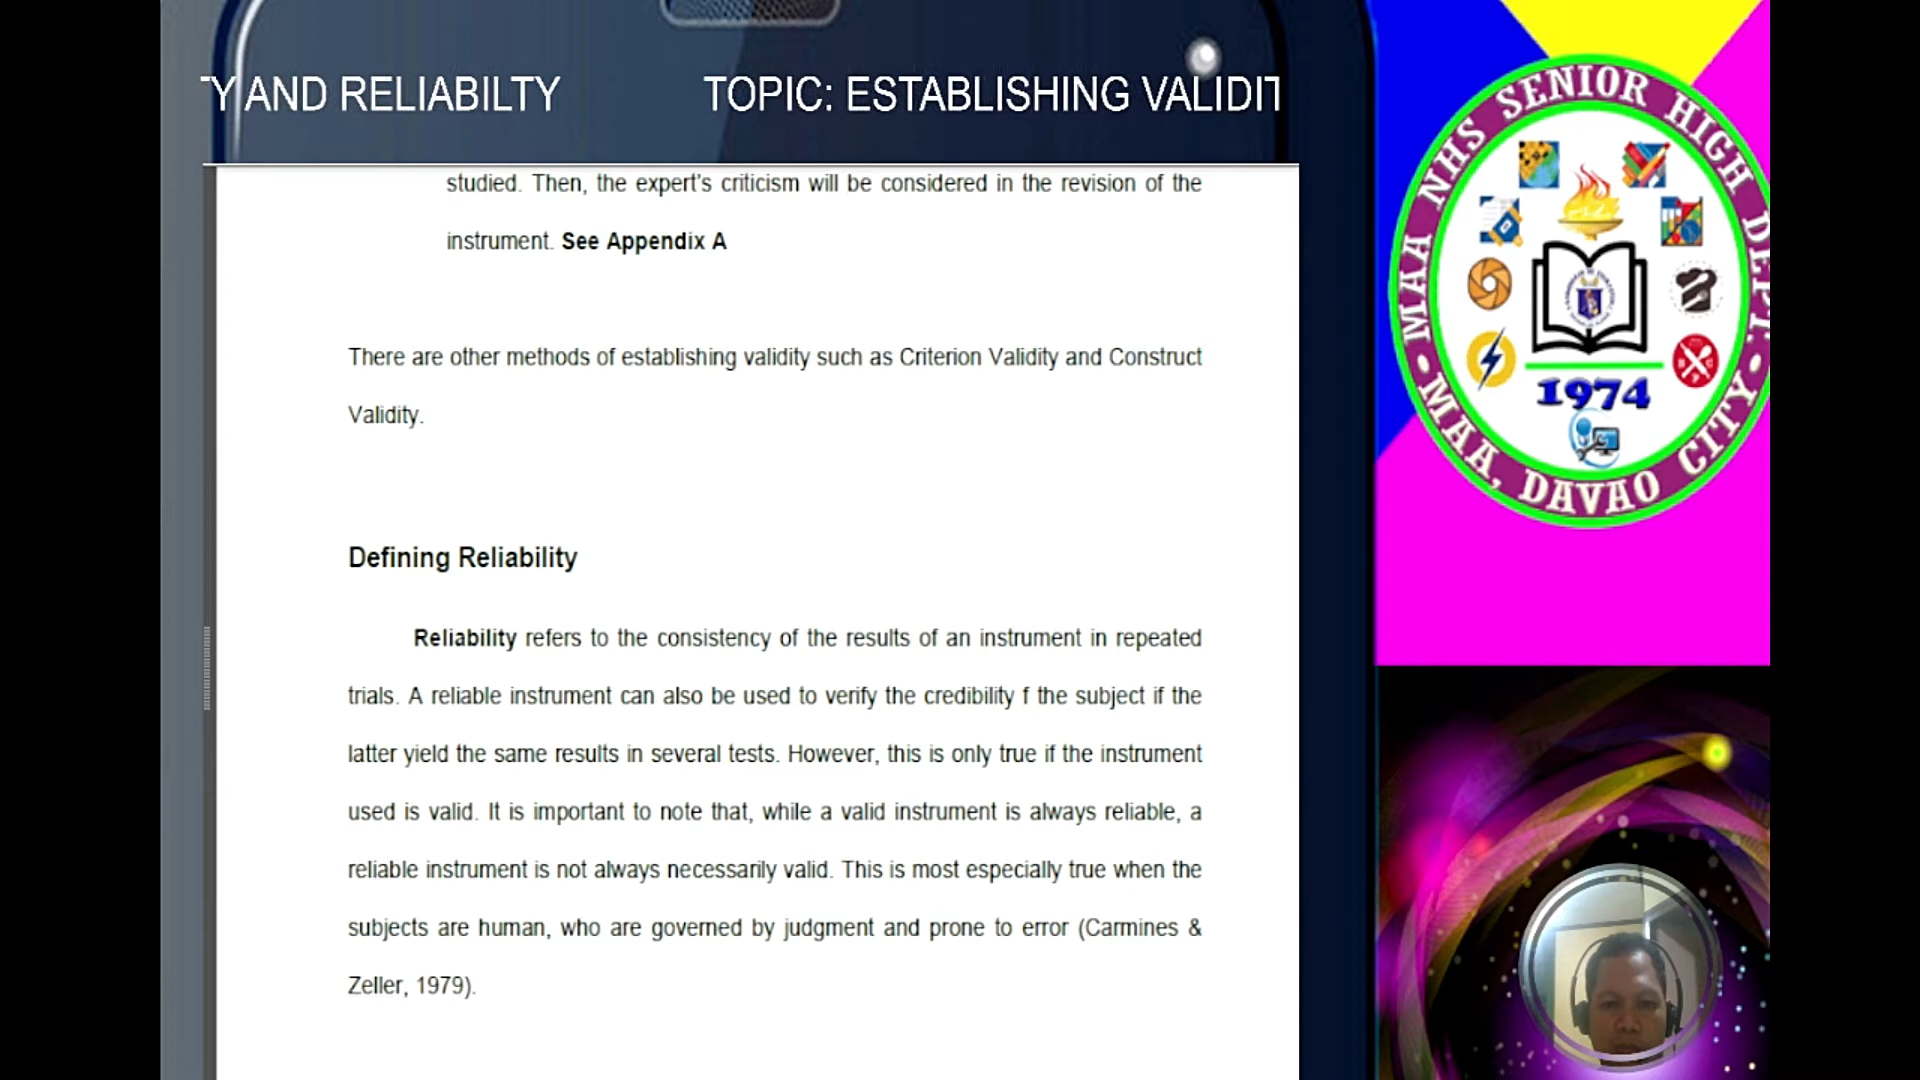 TY AND RELIABILTY TOPIC: ESTABLISHING VALIDIT
studied. Then, the expert's criticism will be considered in the revision of the
instrument. See Appendix A
There are other methods of establishing validity such as Criterion Validity and Construct
Validity.
Defining Reliability
Reliability refers to the consistency of the results of an instrument in repeated
trials. A reliable instrument can also be used to verify the credibility f the subject if the
latter yield the same results in several tests. However, this is only true if the instrument
used is valid. It is important to note that, while a valid instrument is always reliable, a
reliable instrument is not always necessarily valid. This is most especially true when the
subjects are human, who are governed by judgment and prone to error (Carmines &
Zeller, 1979).
MAA NHS SENIOR HIGH DEPT.
1974
MAA, DAVAO CITY